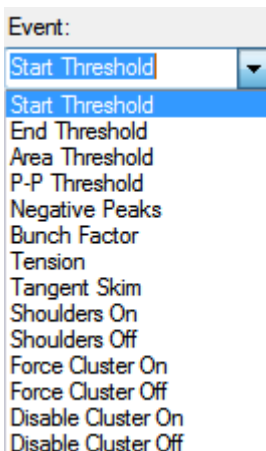 Event:
Start Threshold
Start Threshold
End Threshold
Area Threshold
P-P Threshold
Negative Peaks
Bunch Factor
Tension
Tangent Skim
Shoulders On
Shoulders Off
Force Cluster On
Force Cluster Off
Disable Cluster On
Disable Cluster Off